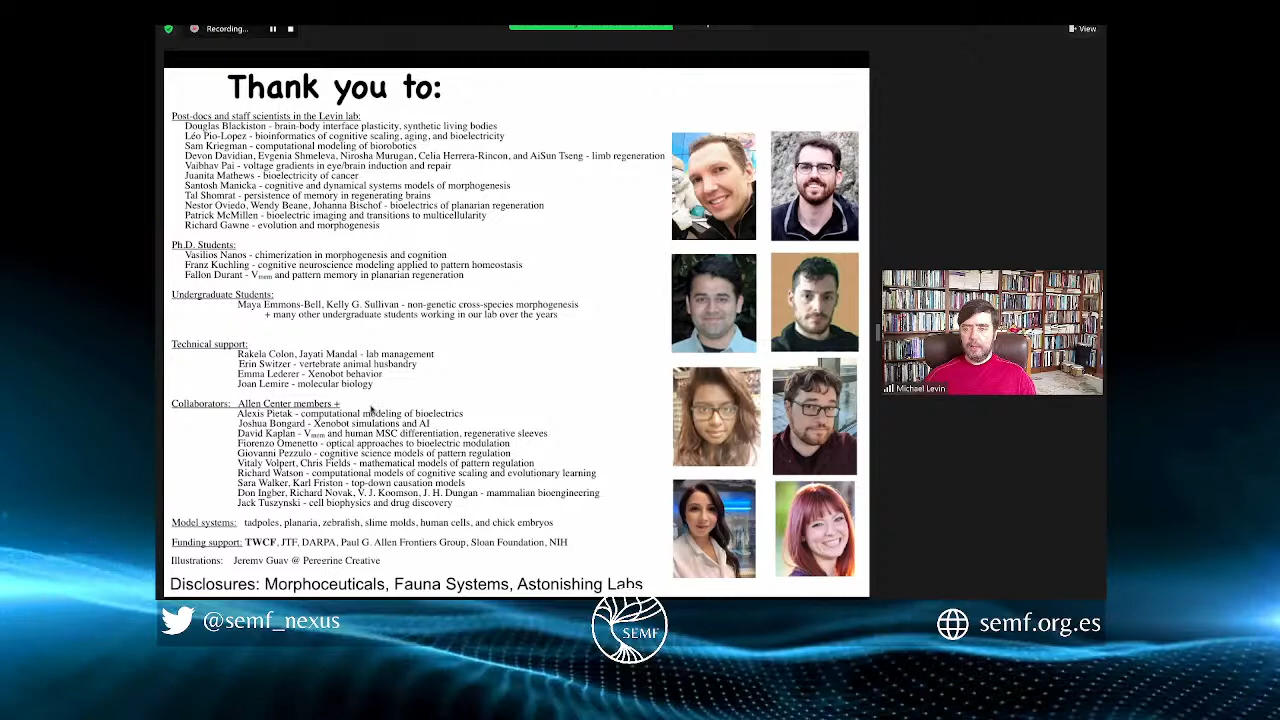 Recording...
View
Thank you to:
Post-docs and staff scientists in the Levin lab:
Douglas Blackiston - brain-body interface plasticity, synthetic living bodies
Léo Pio-Lopez - bioinformatics of cognitive scaling, aging, and bioelectricity
Sam Kriegman - computational modeling of biorobotics
Devon Davidian, Evgenia Shmeleva, Nirosha Murugan, Celia Herrera-Rincon, and AiSun Tseng - limb regeneration
Vaibhav Pai - voltage gradients in eye/brain induction and repair
Juanita Mathews - bioelectricity of cancer
Santosh Manicka - cognitive and dynamical systems models of morphogenesis
Tal Shomrat - persistence of memory in regenerating brains
Nestor Oviedo, Wendy Beane, Johanna Bischof - bioelectrics of planarian regeneration
Patrick McMillen - bioelectric imaging and transitions to multicellularity
Richard Gawne - evolution and morphogenesis
Ph.D. Students:
Vasilios Nanos - chimerization in morphogenesis and cognition
Franz Kuchling - cognitive neuroscience modeling applied to pattern homeostasis
Fallon Durant - Vmem and pattern memory in planarian regeneration
Undergraduate Students:
Maya Emmons-Bell, Kelly G. Sullivan - non-genetic cross-species morphogenesis
+ many other undergraduate students working in our lab over the years
Technical support:
Rakela Colon, Jayati Mandal - lab management
Erin Switzer - vertebrate animal husbandry
Emma Lederer - Xenobot behavior
Joan Lemire - molecular biology
Collaborators: Allen Center members +
Alexis Pietak - computational modeling of bioelectrics
Joshua Bongard - Xenobot simulations and AI
David Kaplan - Vmem and human MSC differentiation, regenerative sleeves
Fiorenzo Omenetto - optical approaches to bioelectric modulation
Giovanni Pezzulo - cognitive science models of pattern regulation
Vitaly Volpert, Chris Fields - mathematical models of pattern regulation
Richard Watson - computational models of cognitive scaling and evolutionary learning
Sara Walker, Karl Friston - top-down causation models
Don Ingber, Richard Novak, V. J. Koomson, J. H. Dungan - mammalian bioengineering
Jack Tuszynski - cell biophysics and drug discovery
Model systems: tadpoles, planaria, zebrafish, slime molds, human cells, and chick embryos
Funding support: TWCF, JTF, DARPA, Paul G. Allen Frontiers Group, Sloan Foundation, NIH
Illustrations: Jeremy Guay @ Peregrine Creative
Disclosures: Morphoceuticals, Fauna Systems, Astonishing Labs
Michael Levin
@semf_nexus
SEMF
semf.org.es